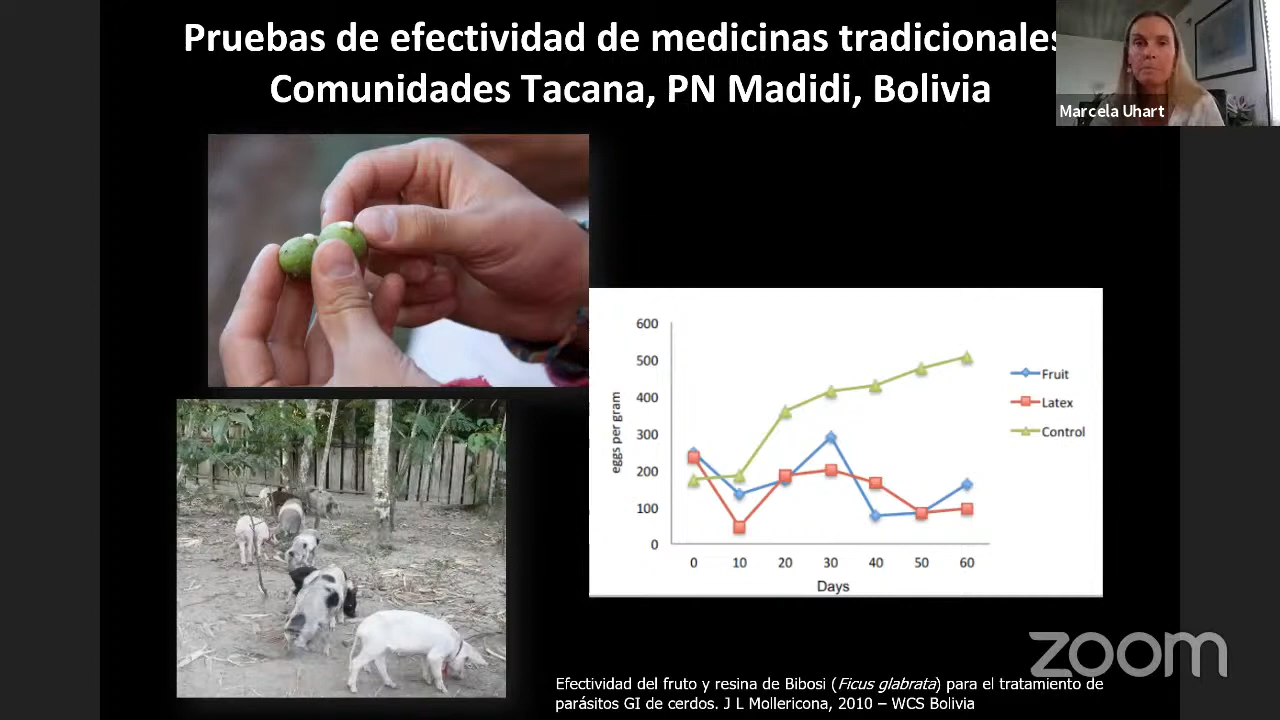 Pruebas de efectividad de medicinas tradicionales
Comunidades Tacana, PN Madidi, Bolivia
Marcela Uhart
600
500
400
300
200
100
0
eggs per gram
0 10 20 30 40 50 60
Days
Fruit
Latex
Control
zoom
Efectividad del fruto y resina de Bibosi (Ficus glabrata) para el tratamiento de
parásitos GI de cerdos. J L Mollericona, 2010 – WCS Bolivia